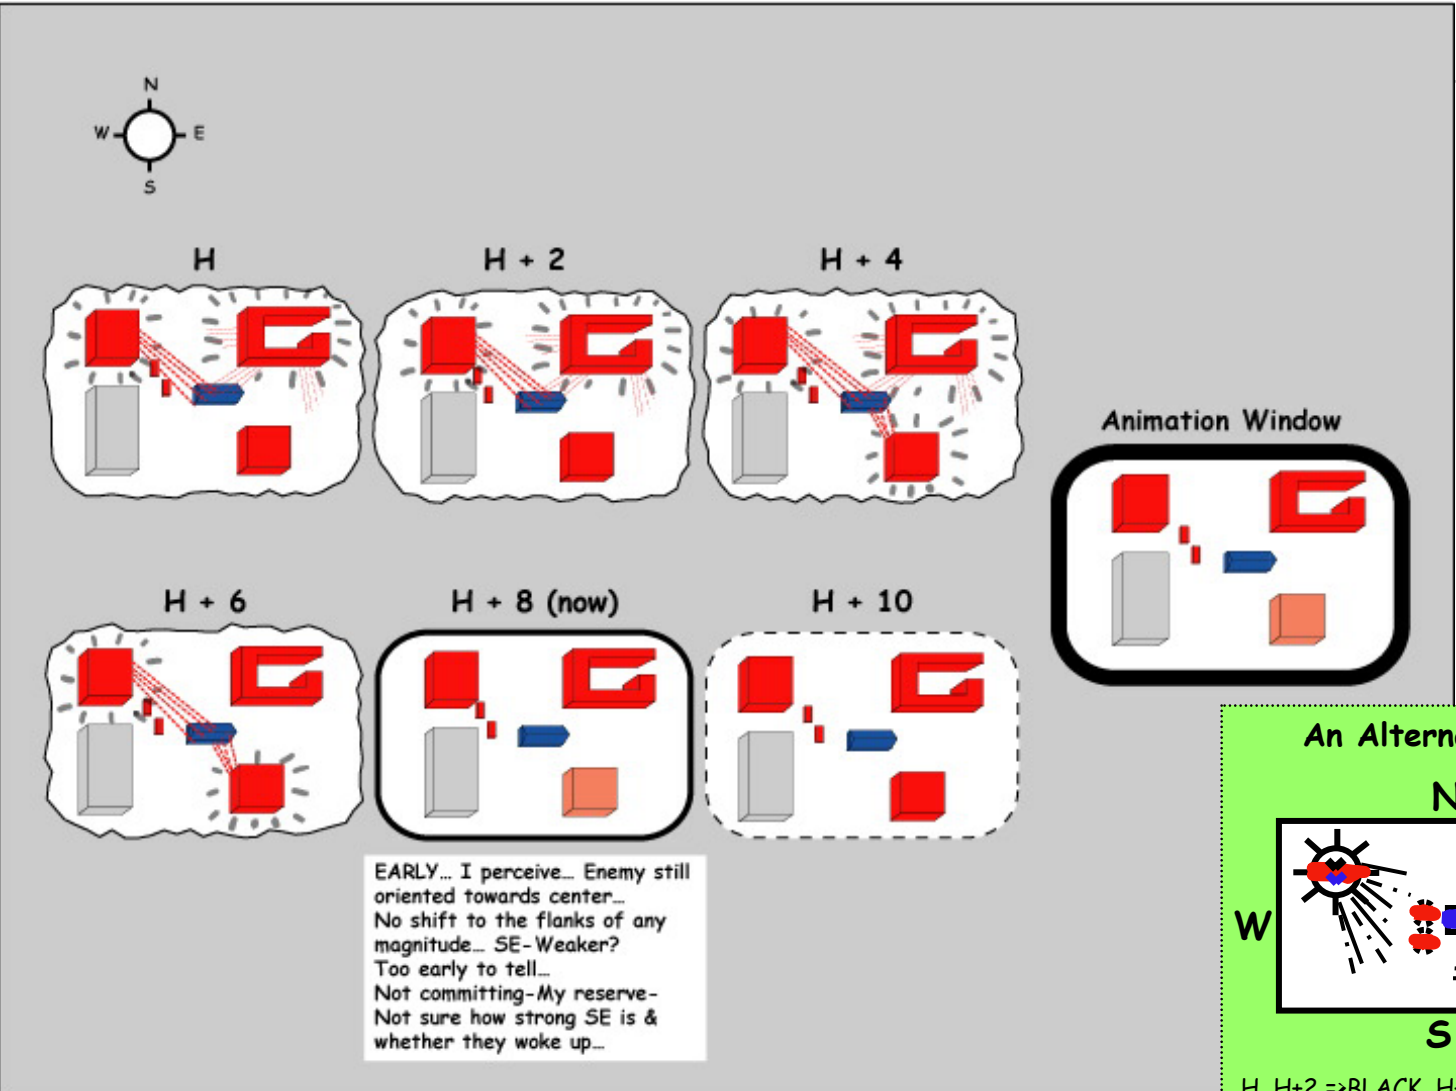 N
W E
S
H
H + 2
H + 4
Animation Window
H + 6
H + 8 (now)
H + 10
EARLY... I perceive... Enemy still
oriented towards center...
No shift to the flanks of any
magnitude... SE-Weaker?
Too early to tell...
Not committing-My reserve-
Not sure how strong SE is &
whether they woke up...
An Altern
N
W
S
H, H+2 =>BLACK, H